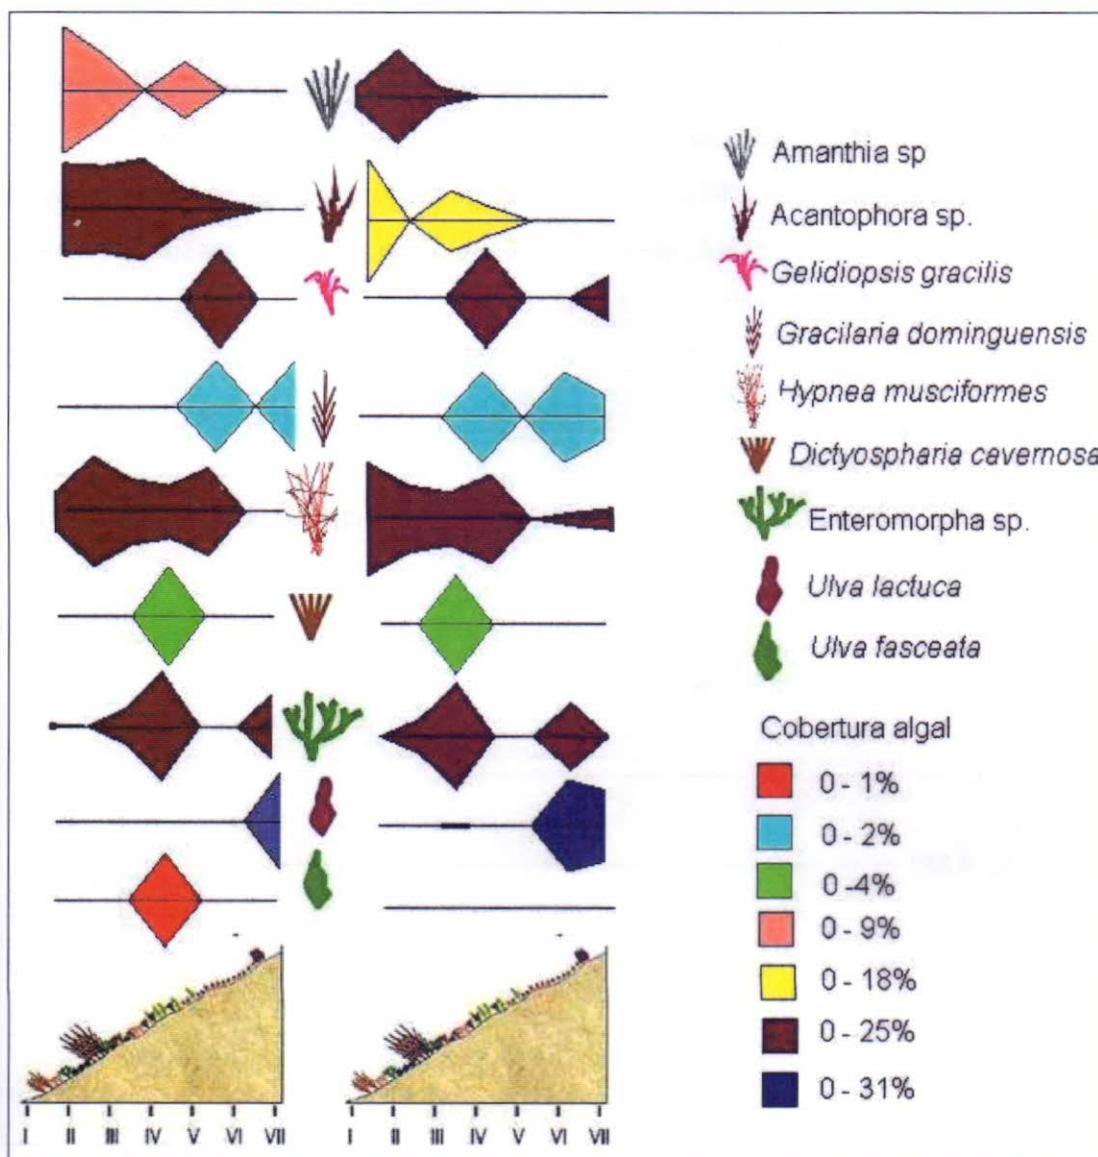 Amanthia sp
Acantophora sp.
Gelidiopsis gracilis
Gracilaria dominguensis
Hypnea musciformes
Dictyospharia cavernosa
Enteromorpha sp.
Ulva lactuca
Ulva fasceata
Cobertura algal
0 - 1%
0 - 2%
0 -4%
0 - 9%
0 - 18%
0 - 25%
0 - 31%
I II III IV V VI VII
I II III IV V VI VII